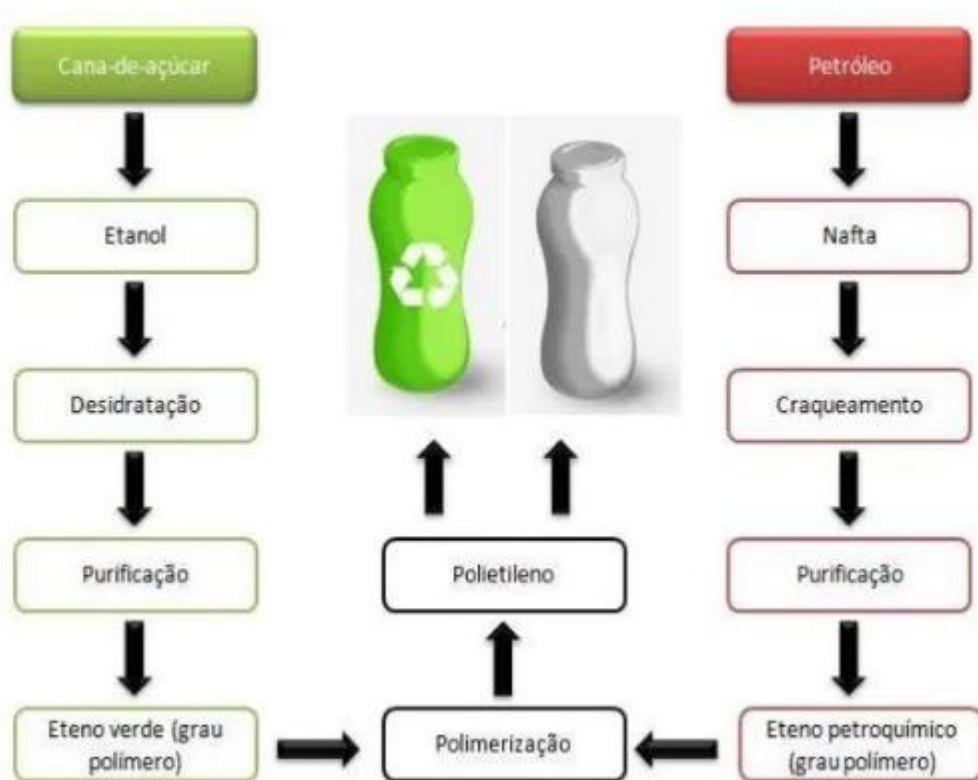 Cana-de-açúcar
Etanol
Desidratação
Purificação
Eteno verde (grau
polímero)
Petróleo
Nafta
Craqueamento
Purificação
Eteno petroquímico
(grau polímero)
Polimerização
Polietileno